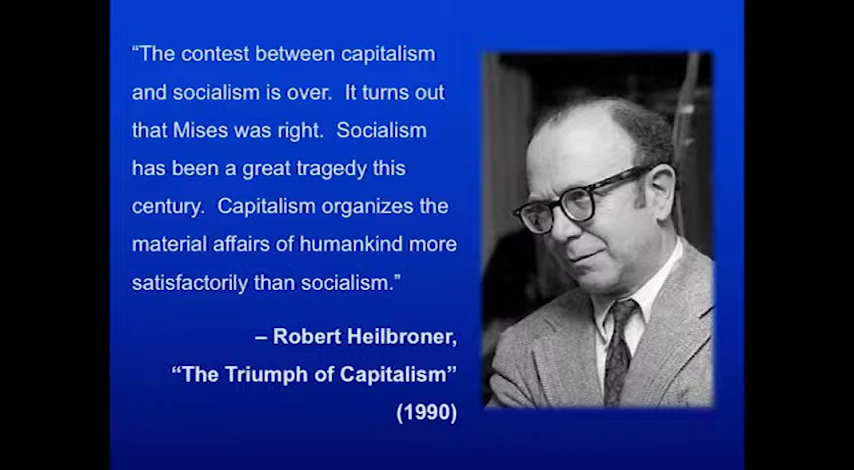 “The contest between capitalism
and socialism is over.  It turns out
that Mises was right.  Socialism
has been a great tragedy this
century.  Capitalism organizes the
material affairs of humankind more
satisfactorily than socialism.”
– Robert Heilbroner,
“The Triumph of Capitalism”
(1990)